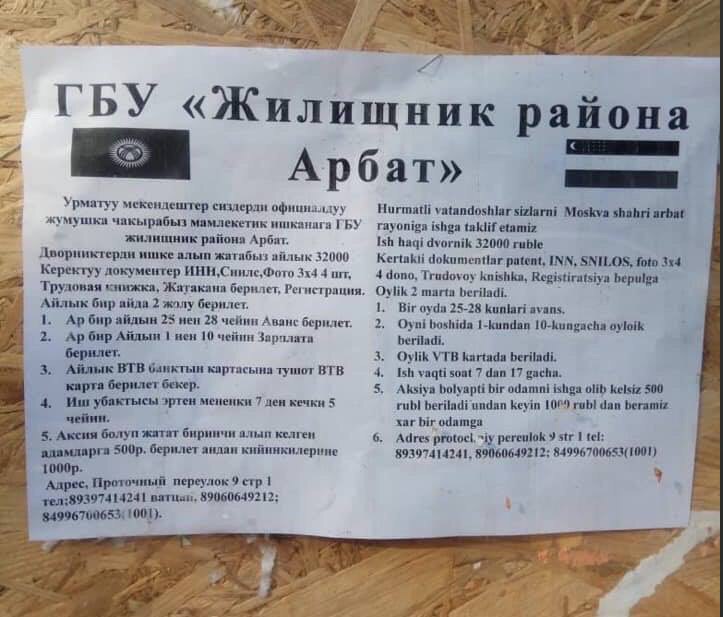 ГБУ «Жилищник района
Арбат»
Урматуу мекендештер сиздерди официалдуу
жумушка чакырабыз мамлекетик ишканага ГБУ
жилищник района Арбат.
Дворниктерди ишке алып жатабыз айлык 32000
Керектуу документер ИНН,Снилс,Фото 3х4 4 шт,
Трудовая книжка, Жатакана берилет, Регистрация.
Айлык бир айда 2 жолу берилет.
1. Ар бир айдын 25 нен 28 чейин Аванс берилет.
2. Ар бир Айдын 1 нен 10 чейин Зарплата
берилет.
3. Айлык ВТВ банктын картасына тушот ВТВ
карта берилет бекер.
4. Иш убактысы эртен мененки 7 ден кечки 5
чейин.
5. Аксия болуп жатат биринчи алып келген
адамдарга 500р. берилет андан кийинкилерине
1000р.
Адрес, Проточный переулок 9 стр 1
тел;89397414241 ватцап, 89060649212;
84996700653(1001).
Hurmatli vatandoshlar sizlarni Moskva shahri arbat
rayoniga ishga taklif etamiz
Ish haqi dvornik 32000 ruble
Kertakli dokumentlar patent, INN, SNILOS, foto 3x4
4 dono, Trudovoy knishka, Registiratsiya bepulga
Oylik 2 marta beriladi.
1. Bir oyda 25-28 kunlari avans.
2. Oyni boshida 1-kundan 10-kungacha oyloik
beriladi.
3. Oylik VTB kartada beriladi.
4. Ish vaqti soat 7 dan 17 gacha.
5. Aksiya bolyapti bir odamni ishga olib kelsiz 500
rubl beriladi undan keyin 1000 rubl dan beramiz
xar bir odamga
6. Adres pereulok 9 str 1 tel:
89397414241, 89060649212; 84996700653(1001)